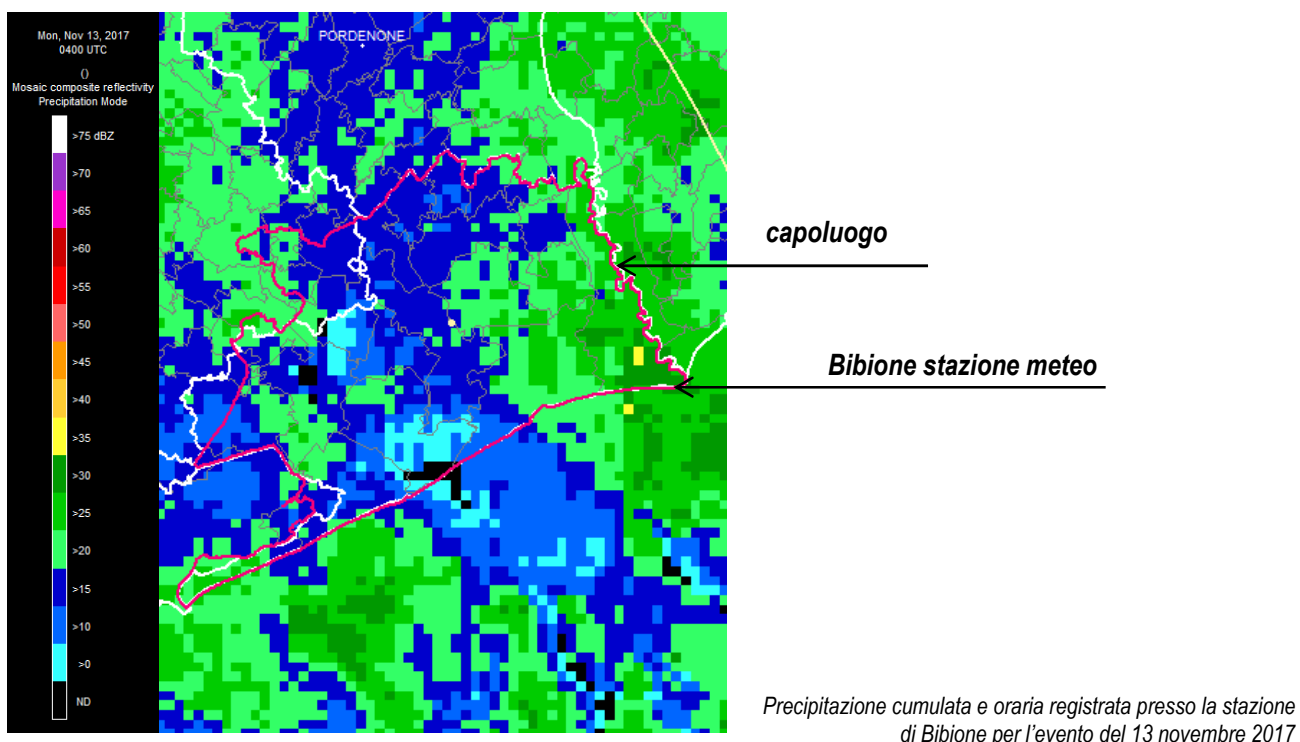 Mon, Nov 13, 2017
0400 UTC
()
Mosaic composite reflectivity
Precipitation Mode
>75 dBZ
>70
>65
>60
>55
>50
>45
>40
>35
>30
>25
>20
>15
>10
>0
ND
PORDENONE
capoluogo
Bibione stazione meteo
Precipitazione cumulata e oraria registrata presso la stazione
di Bibione per l'evento del 13 novembre 2017